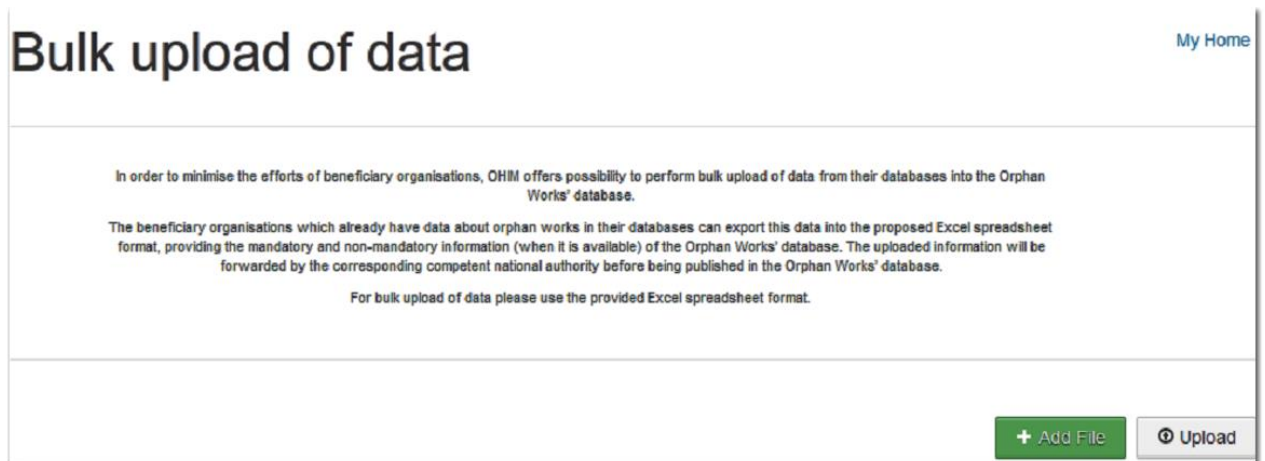 Bulk upload of data
My Home
In order to minimise the efforts of beneficiary organisations, OHIM offers possibility to perform bulk upload of data from their databases into the Orphan
Works' database.
The beneficiary organisations which already have data about orphan works in their databases can export this data into the proposed Excel spreadsheet
format, providing the mandatory and non-mandatory information (when it is available) of the Orphan Works' database. The uploaded information will be
forwarded by the corresponding competent national authority before being published in the Orphan Works' database.
For bulk upload of data please use the provided Excel spreadsheet format.
+ Add File
Upload